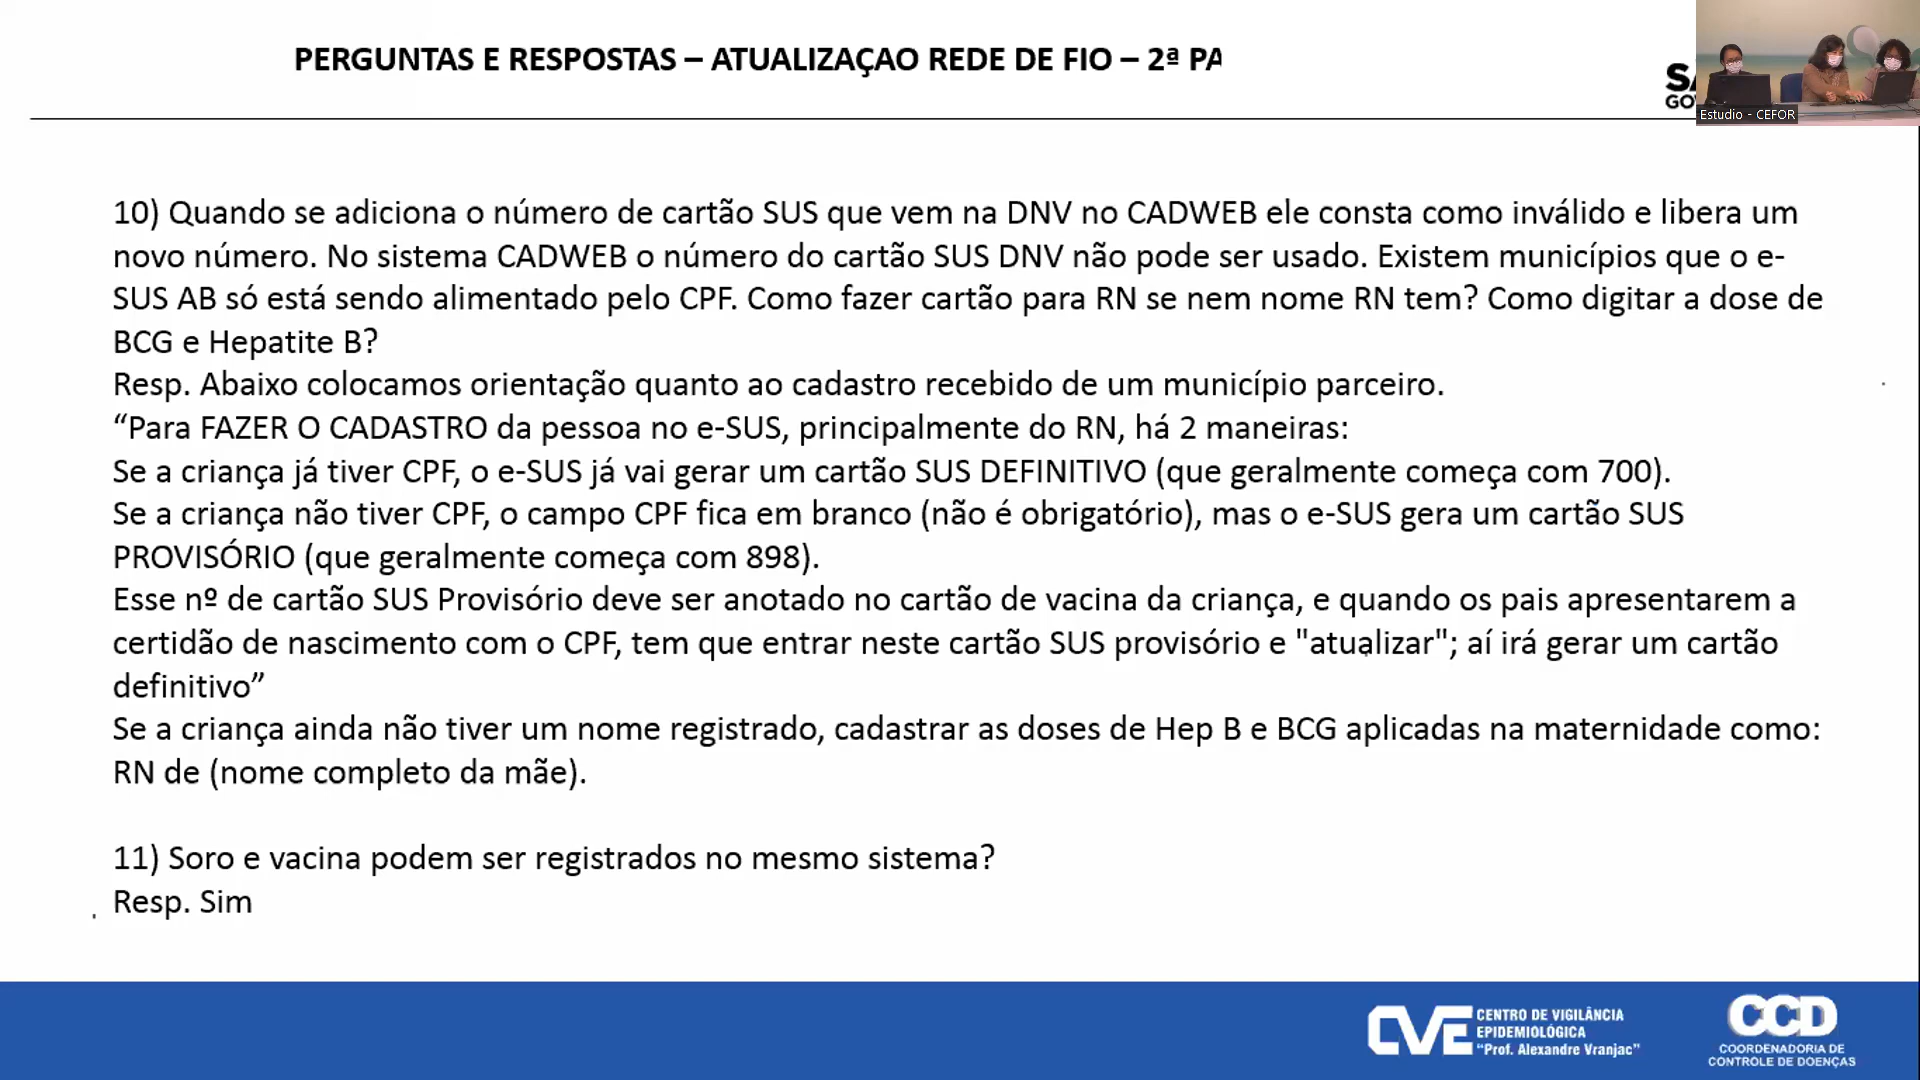 PERGUNTAS E RESPOSTAS – ATUALIZAÇAO REDE DE FIO – 2ª PA
Estudio - CEFOR
10) Quando se adiciona o número de cartão SUS que vem na DNV no CADWEB ele consta como inválido e libera um
novo número. No sistema CADWEB o número do cartão SUS DNV não pode ser usado. Existem municípios que o e-
SUS AB só está sendo alimentado pelo CPF. Como fazer cartão para RN se nem nome RN tem? Como digitar a dose de
BCG e Hepatite B?
Resp. Abaixo colocamos orientação quanto ao cadastro recebido de um município parceiro.
“Para FAZER O CADASTRO da pessoa no e-SUS, principalmente do RN, há 2 maneiras:
Se a criança já tiver CPF, o e-SUS já vai gerar um cartão SUS DEFINITIVO (que geralmente começa com 700).
Se a criança não tiver CPF, o campo CPF fica em branco (não é obrigatório), mas o e-SUS gera um cartão SUS
PROVISÓRIO (que geralmente começa com 898).
Esse nº de cartão SUS Provisório deve ser anotado no cartão de vacina da criança, e quando os pais apresentarem a
certidão de nascimento com o CPF, tem que entrar neste cartão SUS provisório e "atualizar"; aí irá gerar um cartão
definitivo”
Se a criança ainda não tiver um nome registrado, cadastrar as doses de Hep B e BCG aplicadas na maternidade como:
RN de (nome completo da mãe).
11) Soro e vacina podem ser registrados no mesmo sistema?
Resp. Sim
CVE
CENTRO DE VIGILÂNCIA
EPIDEMIOLÓGICA
"Prof. Alexandre Vranjac"
CCD
COORDENADORIA DE
CONTROLE DE DOENÇAS